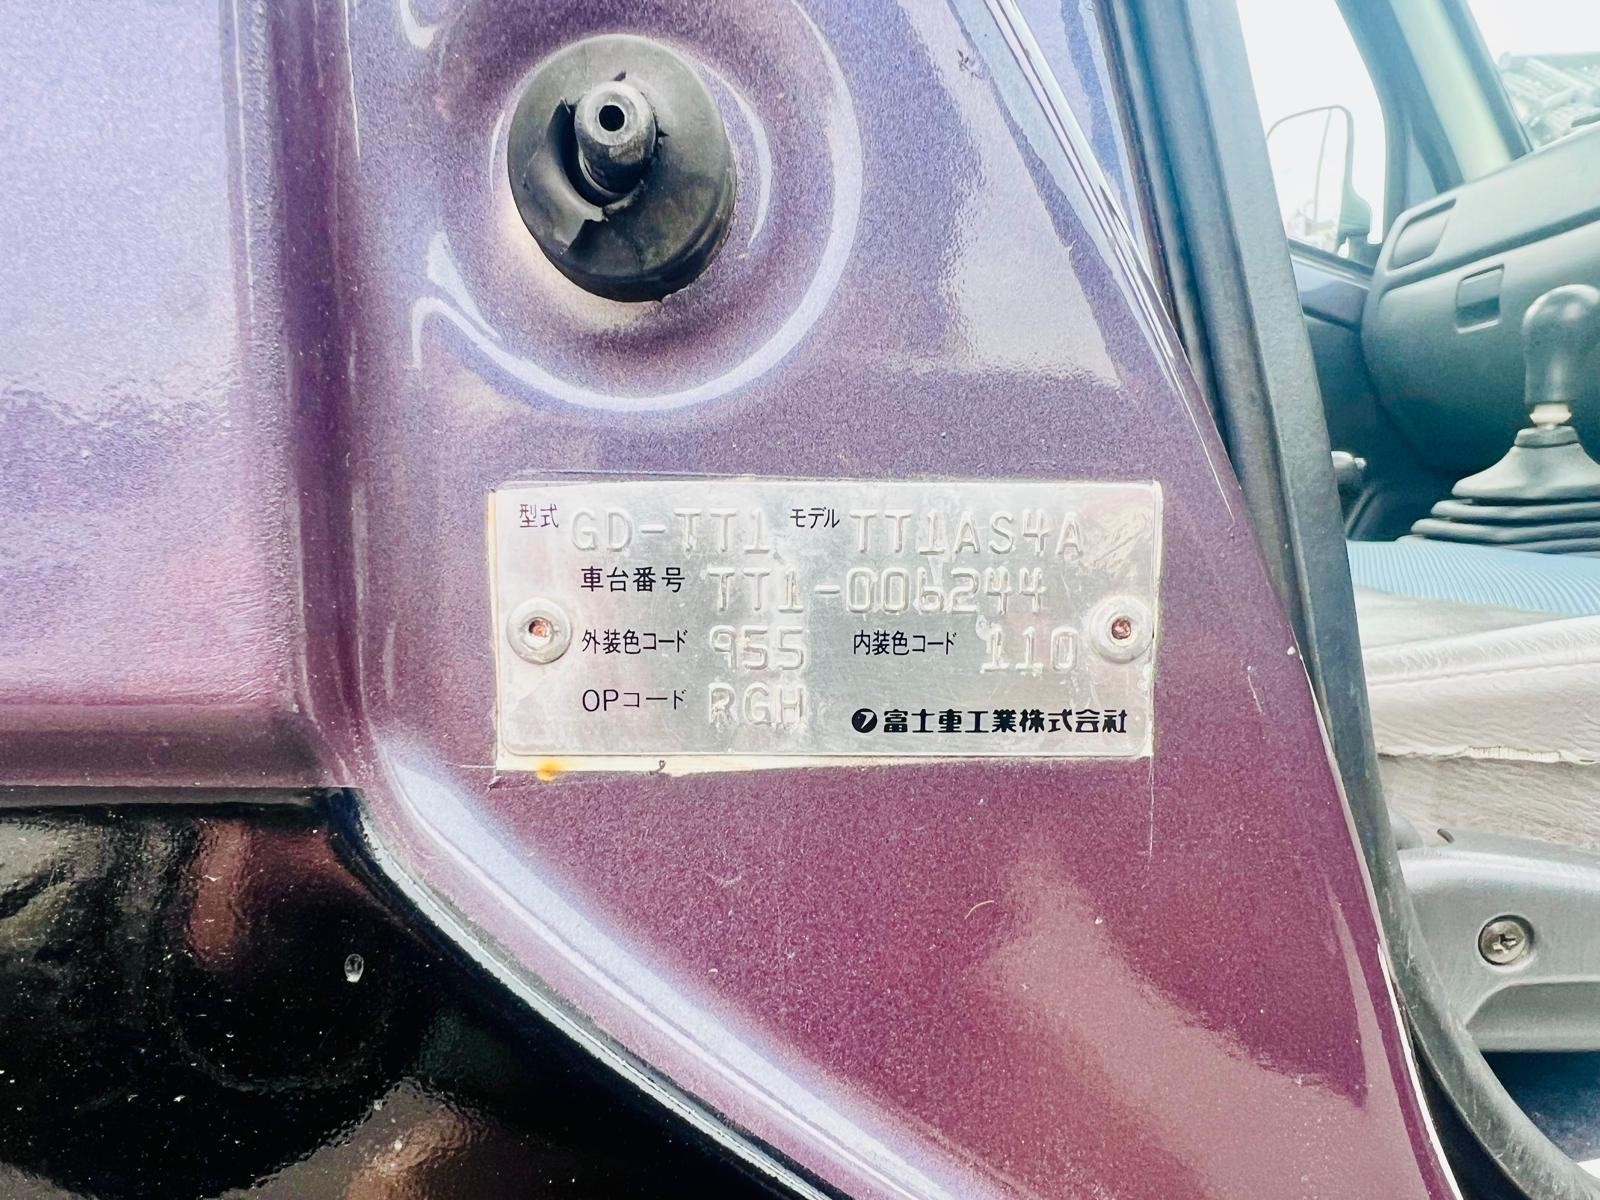 型式 GD-TT1 モデル TT1AS4A
車台番号 TT1-006244
外装色コード 955 内装色コード 110
OPコード RGH 富士重工業株式会社